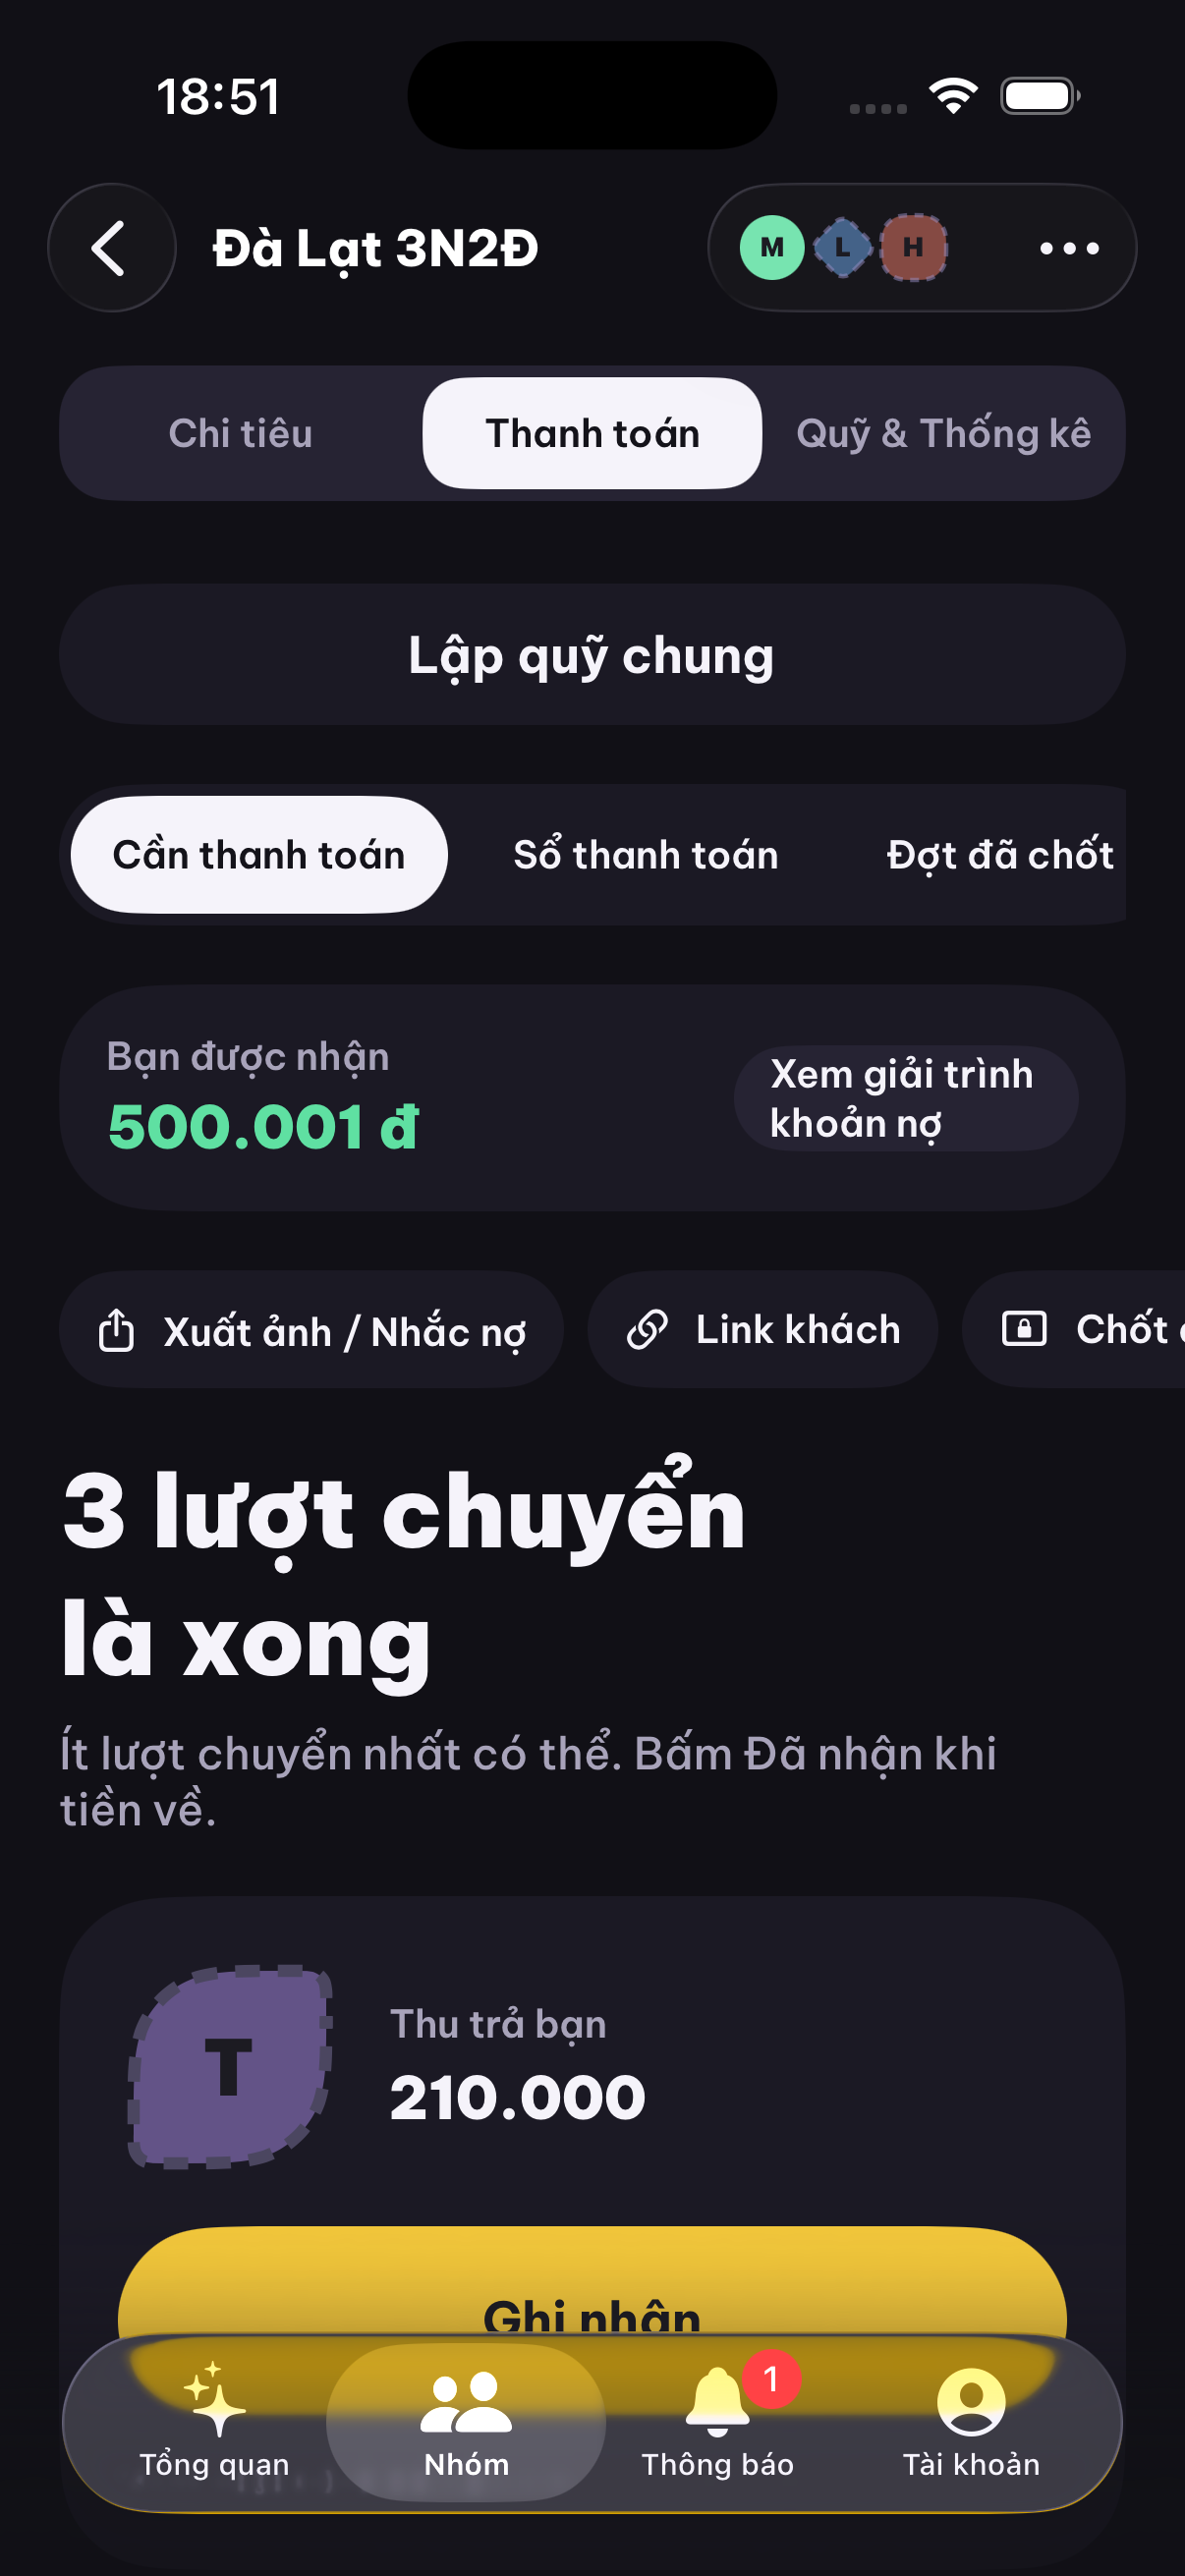 18:51
Đà Lạt 3N2Đ
M L H
Chi tiêu Thanh toán Quỹ & Thống kê
Lập quỹ chung
Cần thanh toán Sổ thanh toán Đợt đã chốt
Bạn được nhận
500.001 đ
Xem giải trình
khoản nợ
Xuất ảnh / Nhắc nợ Link khách Chốt
3 lượt chuyển
là xong
Ít lượt chuyển nhất có thể. Bấm Đã nhận khi
tiền về.
T
Thu trả bạn
210.000
Ghi nhận
1
Tổng quan Nhóm Thông báo Tài khoản